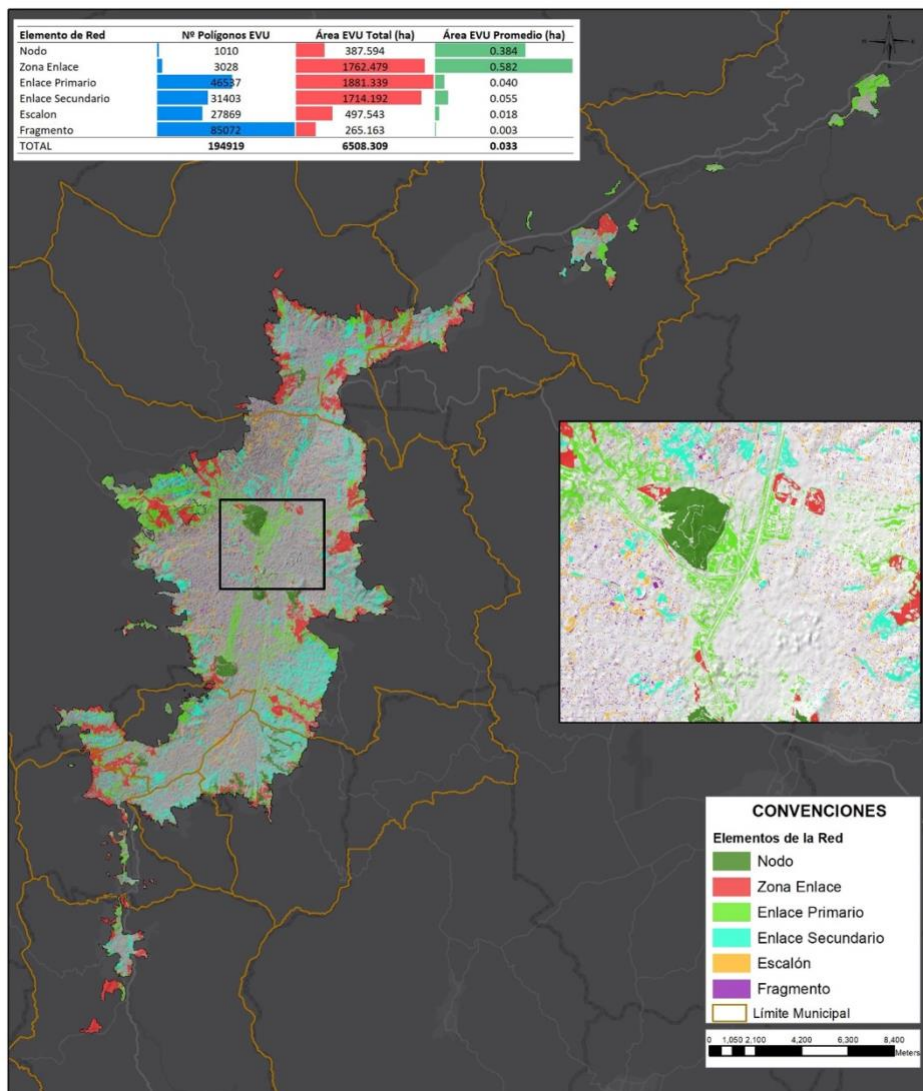 Elemento de Red Nº Polígonos EVU Área EVU Total (ha) Área EVU Promedio (ha)
Nodo 1010 387.594 0.384
Zona Enlace 3028 1762.479 0.582
Enlace Primario 46537 1881.339 0.040
Enlace Secundario 31403 1714.192 0.055
Escalon 27869 497.543 0.018
Fragmento 85072 265.163 0.003
TOTAL 194919 6508.309 0.033
CONVENCIONES
Elementos de la Red
Nodo
Zona Enlace
Enlace Primario
Enlace Secundario
Escalón
Fragmento
Límite Municipal
0 1,050 2,100 4,200 6,300 8,400
Meters